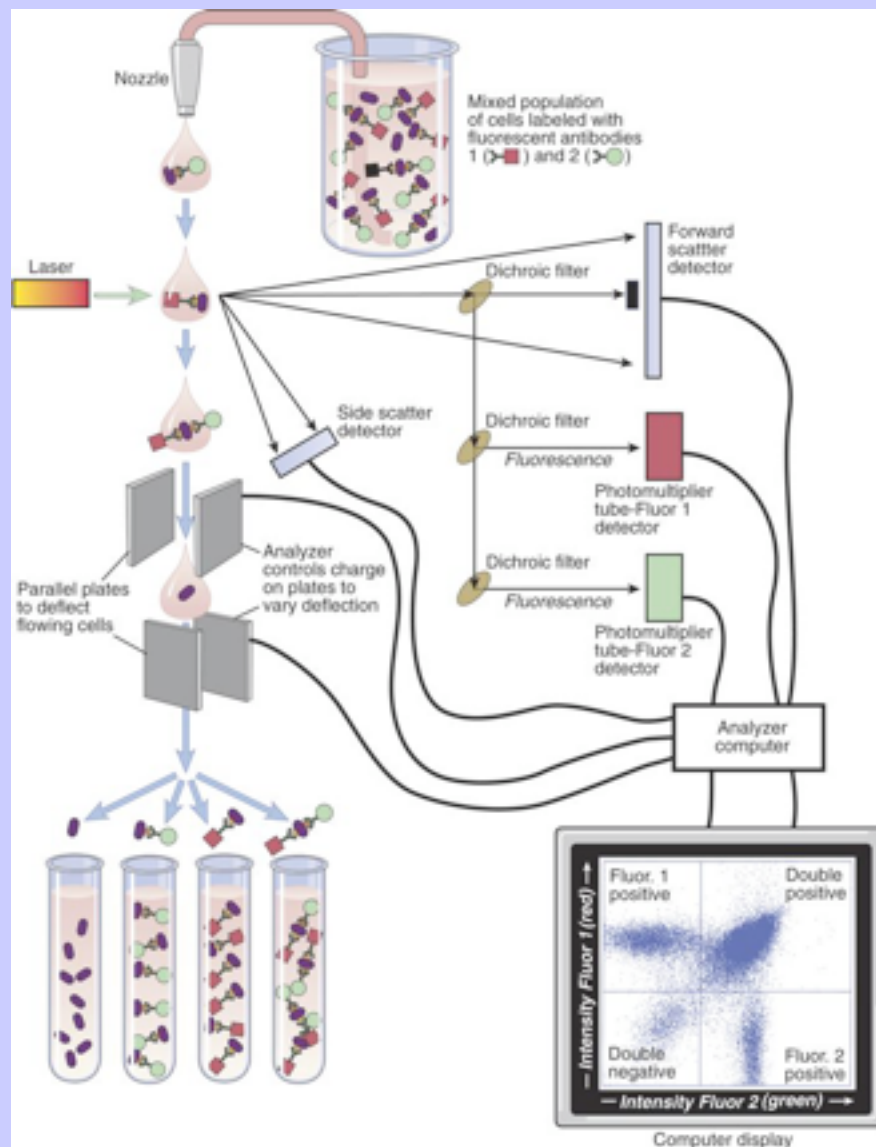 Nozzle
Mixed population
of cells labeled with
fluorescent antibodies
1 ( ) and 2 ( )
Laser
Dichroic filter
Forward
scattter
detector
Side scatter
detector
Dichroic filter
Fluorescence
Photomultiplier
tube-Fluor 1
detector
Parallel plates
to deflect
flowing cells
Analyzer
controls charge
on plates to
vary deflection
Dichroic filter
Fluorescence
Photomultiplier
tube-Fluor 2
detector
Analyzer
computer
Fluor. 1
positive
Double
positive
Intensity Fluor 1 (red)
Double
negative
Fluor. 2
positive
Intensity Fluor 2 (green)
Computer display